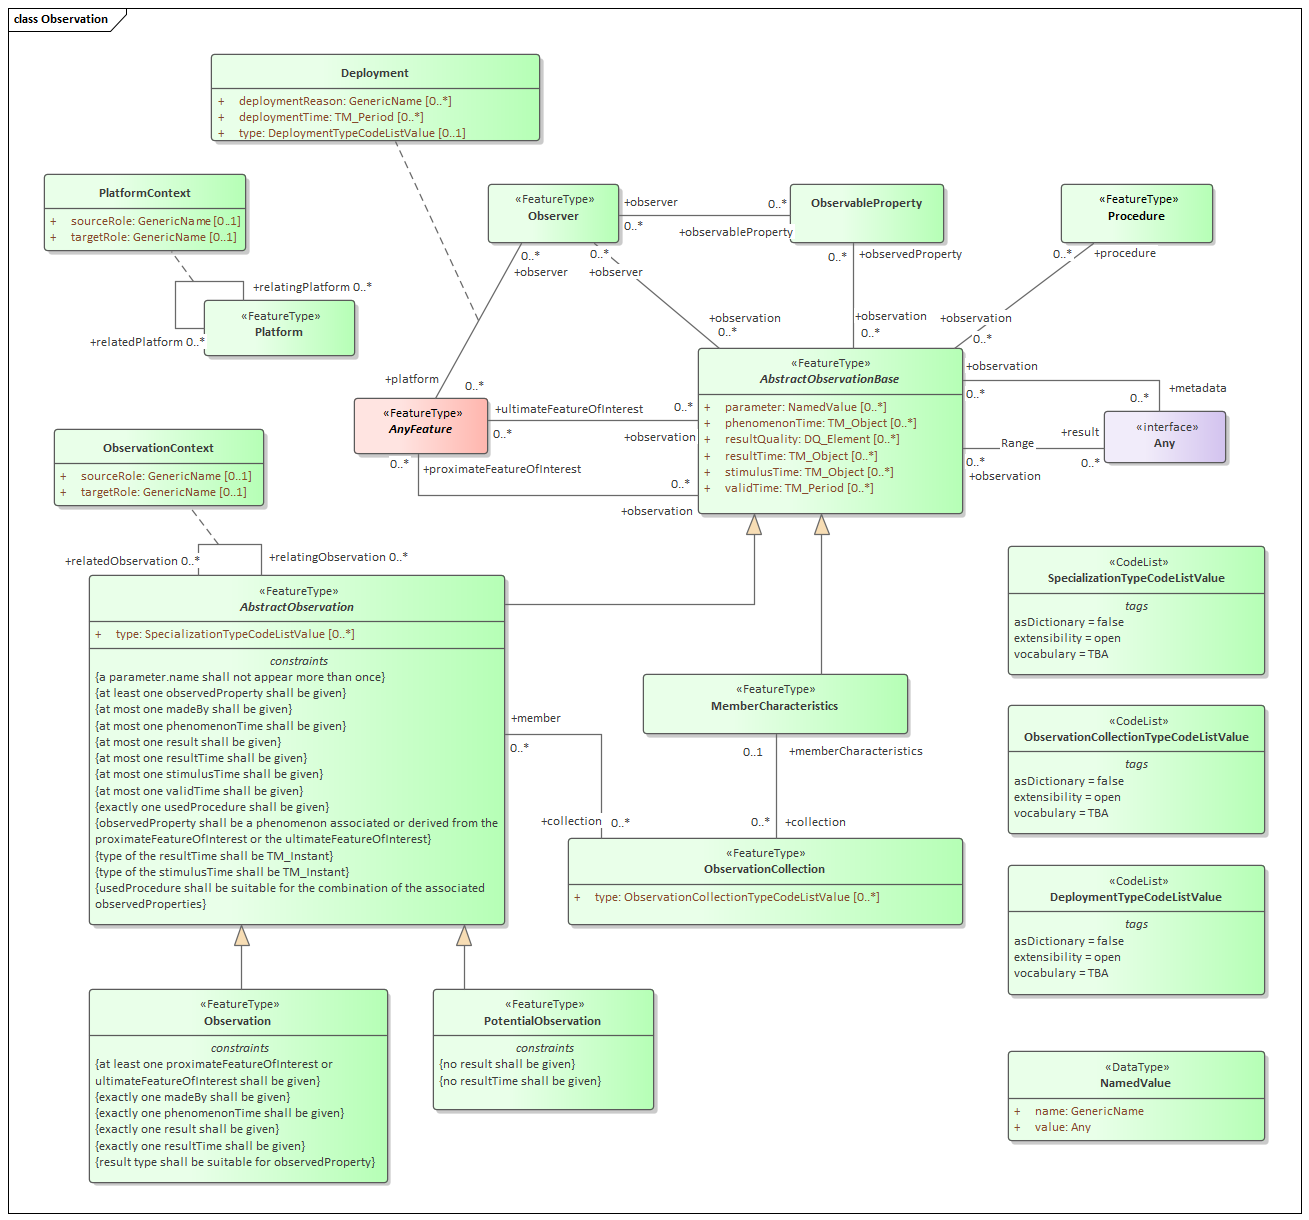 class Observation
Deployment
+ deploymentReason: GenericName [0..*]
+ deploymentTime: TM_Period [0..*]
+ type: DeploymentTypeCodeListValue [0..1]
PlatformContext
+ sourceRole: GenericName [0..1]
+ targetRole: GenericName [0..1]
«FeatureType»
Observer
+observer
0..*
0..*
+observableProperty
ObservableProperty
«FeatureType»
Procedure
0..*
+observer
0..*
+observer
0..*
+observedProperty
0..*
+procedure
+relatingPlatform 0..*
«FeatureType»
Platform
+relatedPlatform 0..*
+observation
0..*
+observation
0..*
+observation
0..*
+platform
0..*
«FeatureType»
AnyFeature
+ultimateFeatureOfInterest
0..*
0..*
+observation
0..*
+proximateFeatureOfInterest
0..*
+observation
«FeatureType»
AbstractObservationBase
+ parameter: NamedValue [0..*]
+ phenomenonTime: TM_Object [0..*]
+ resultQuality: DQ_Element [0..*]
+ resultTime: TM_Object [0..*]
+ stimulusTime: TM_Object [0..*]
+ validTime: TM_Period [0..*]
+observation
0..*
+metadata
0..*
«interface»
Any
Range
+result
0..*
0..*
+observation
ObservationContext
+ sourceRole: GenericName [0..1]
+ targetRole: GenericName [0..1]
+relatedObservation 0..*
+relatingObservation 0..*
«FeatureType»
AbstractObservation
+ type: SpecializationTypeCodeListValue [0..*]
constraints
{a parameter.name shall not appear more than once}
{at least one observedProperty shall be given}
{at most one madeBy shall be given}
{at most one phenomenonTime shall be given}
{at most one result shall be given}
{at most one resultTime shall be given}
{at most one stimulusTime shall be given}
{at most one validTime shall be given}
{exactly one usedProcedure shall be given}
{observedProperty shall be a phenomenon associated or derived from the
proximateFeatureOfInterest or the ultimateFeatureOfInterest}
{type of the resultTime shall be TM_Instant}
{type of the stimulusTime shall be TM_Instant}
{usedProcedure shall be suitable for the combination of the associated
observedProperties}
+member
0..*
+collection
0..*
«FeatureType»
MemberCharacteristics
0..1
+memberCharacteristics
0..*
+collection
«FeatureType»
ObservationCollection
+ type: ObservationCollectionTypeCodeListValue [0..*]
«CodeList»
SpecializationTypeCodeListValue
tags
asDictionary = false
extensibility = open
vocabulary = TBA
«CodeList»
ObservationCollectionTypeCodeListValue
tags
asDictionary = false
extensibility = open
vocabulary = TBA
«CodeList»
DeploymentTypeCodeListValue
tags
asDictionary = false
extensibility = open
vocabulary = TBA
«FeatureType»
Observation
constraints
{at least one proximateFeatureOfInterest or
ultimateFeatureOfInterest shall be given}
{exactly one madeBy shall be given}
{exactly one phenomenonTime shall be given}
{exactly one result shall be given}
{exactly one resultTime shall be given}
{result type shall be suitable for observedProperty}
«FeatureType»
PotentialObservation
constraints
{no result shall be given}
{no resultTime shall be given}
«DataType»
NamedValue
+ name: GenericName
+ value: Any